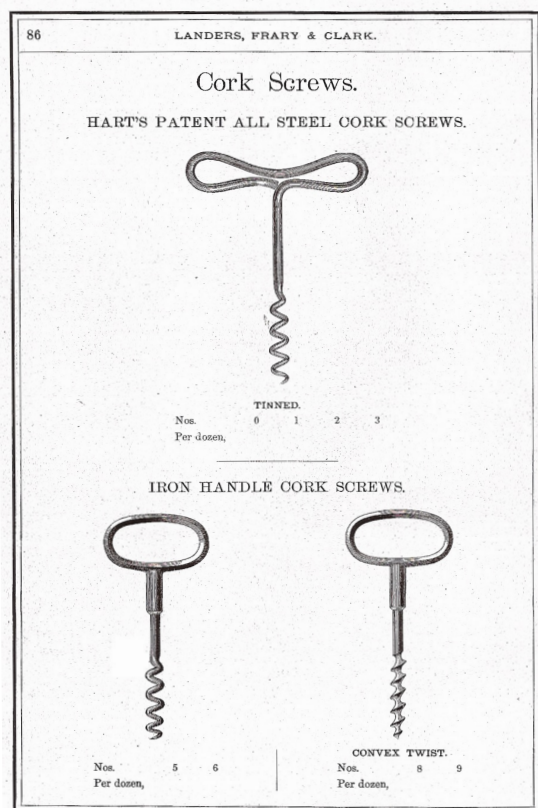 86 LANDERS, FRARY & CLARK.
Cork Screws.
HART'S PATENT ALL STEEL CORK SCREWS.
TINNED.
Nos. 0 1 2 3
Per dozen,
IRON HANDLE CORK SCREWS.
Nos. 5 6
Per dozen,
CONVEX TWIST.
Nos. 8 9
Per dozen,